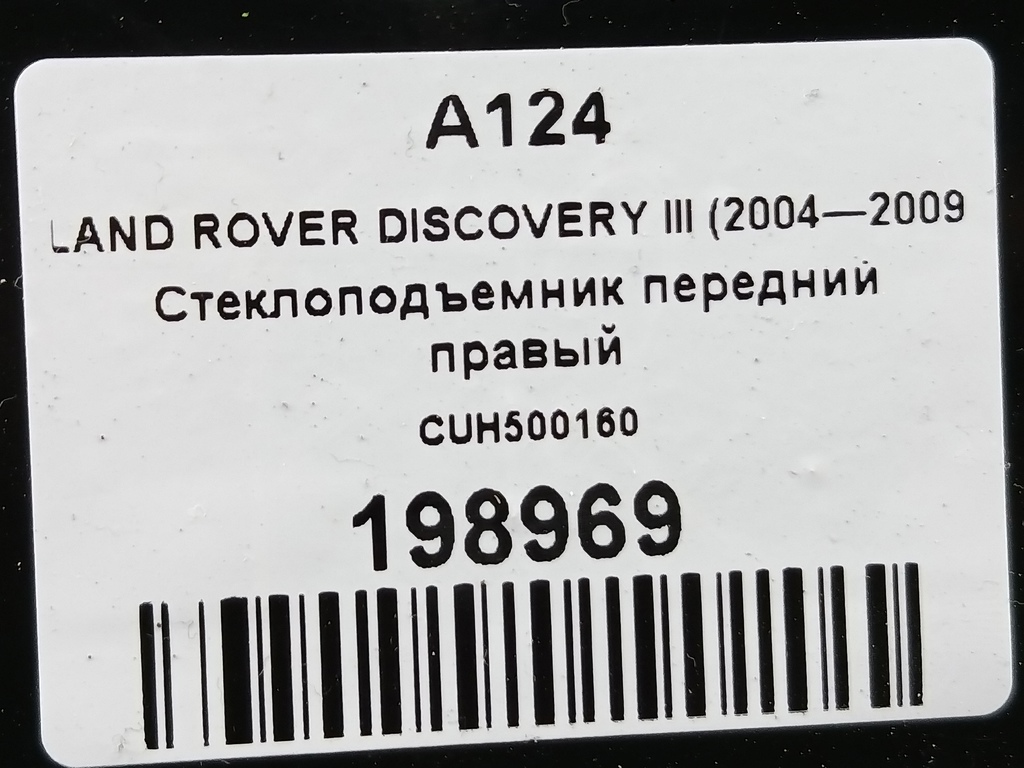 A124
LAND ROVER DISCOVERY III (2004—2009
Стеклоподъемник передний
правый
CUH500160
198969